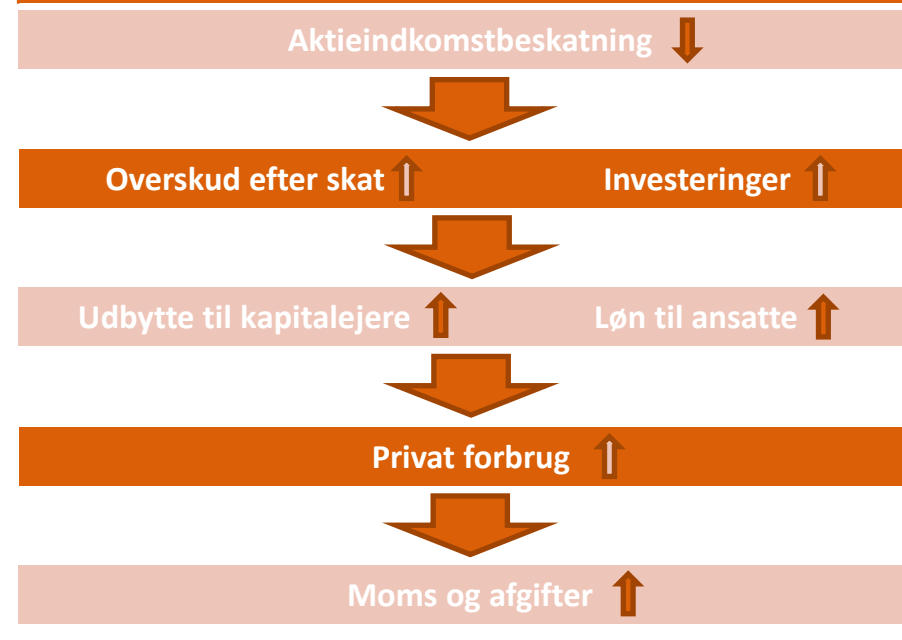 Aktieindkomstbeskatning
Overskud efter skat Investeringer
Udbytte til kapitalejere Løn til ansatte
Privat forbrug
Moms og afgifter